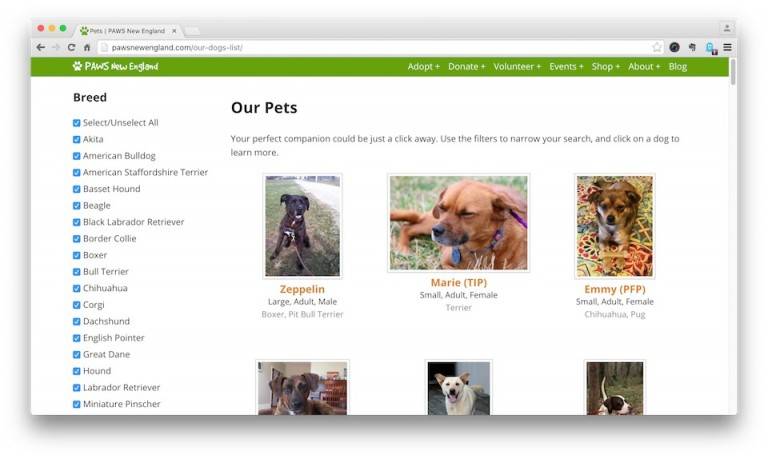 Pets | PAWS New England
pawsnewengland.com/our-dogs-list/
PAWS New England
Adopt + Donate + Volunteer + Events + Shop + About + Blog
Breed
Select/Unselect All
Akita
American Bulldog
American Staffordshire Terrier
Basset Hound
Beagle
Black Labrador Retriever
Border Collie
Boxer
Bull Terrier
Chihuahua
Corgi
Dachshund
English Pointer
Great Dane
Hound
Labrador Retriever
Miniature Pinscher
Our Pets
Your perfect companion could be just a click away. Use the filters to narrow your search, and click on a dog to
learn more.
Zeppelin
Large, Adult, Male
Boxer, Pit Bull Terrier
Marie (TIP)
Small, Adult, Female
Terrier
Emmy (PFP)
Small, Adult, Female
Chihuahua, Pug